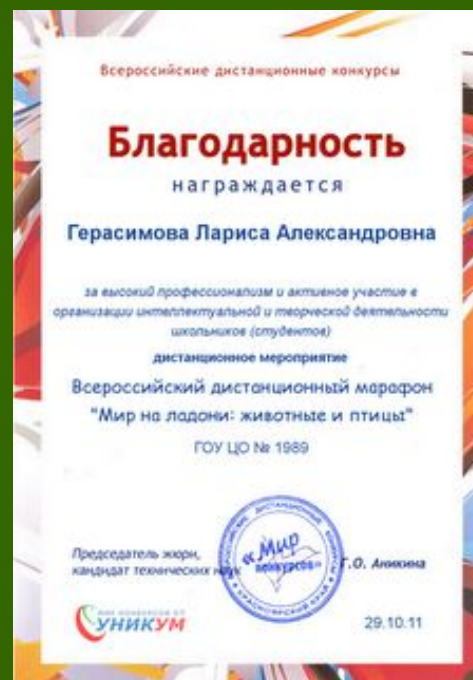 Всероссийские дистанционные конкурсы
Благодарность
награждается
Герасимова Лариса Александровна
за высокий профессионализм и активное участие в
организации интеллектуальной и творческой деятельности
школьников (студентов)
дистанционное мероприятие
Всероссийский дистанционный марафон
"Мир на ладони: животные и птицы"
ГОУ ЦО № 1989
Председатель жюри,
кандидат технических наук
Г.О. Аникина
«Мир
конкурсов»
УНИКУМ
29.10.11